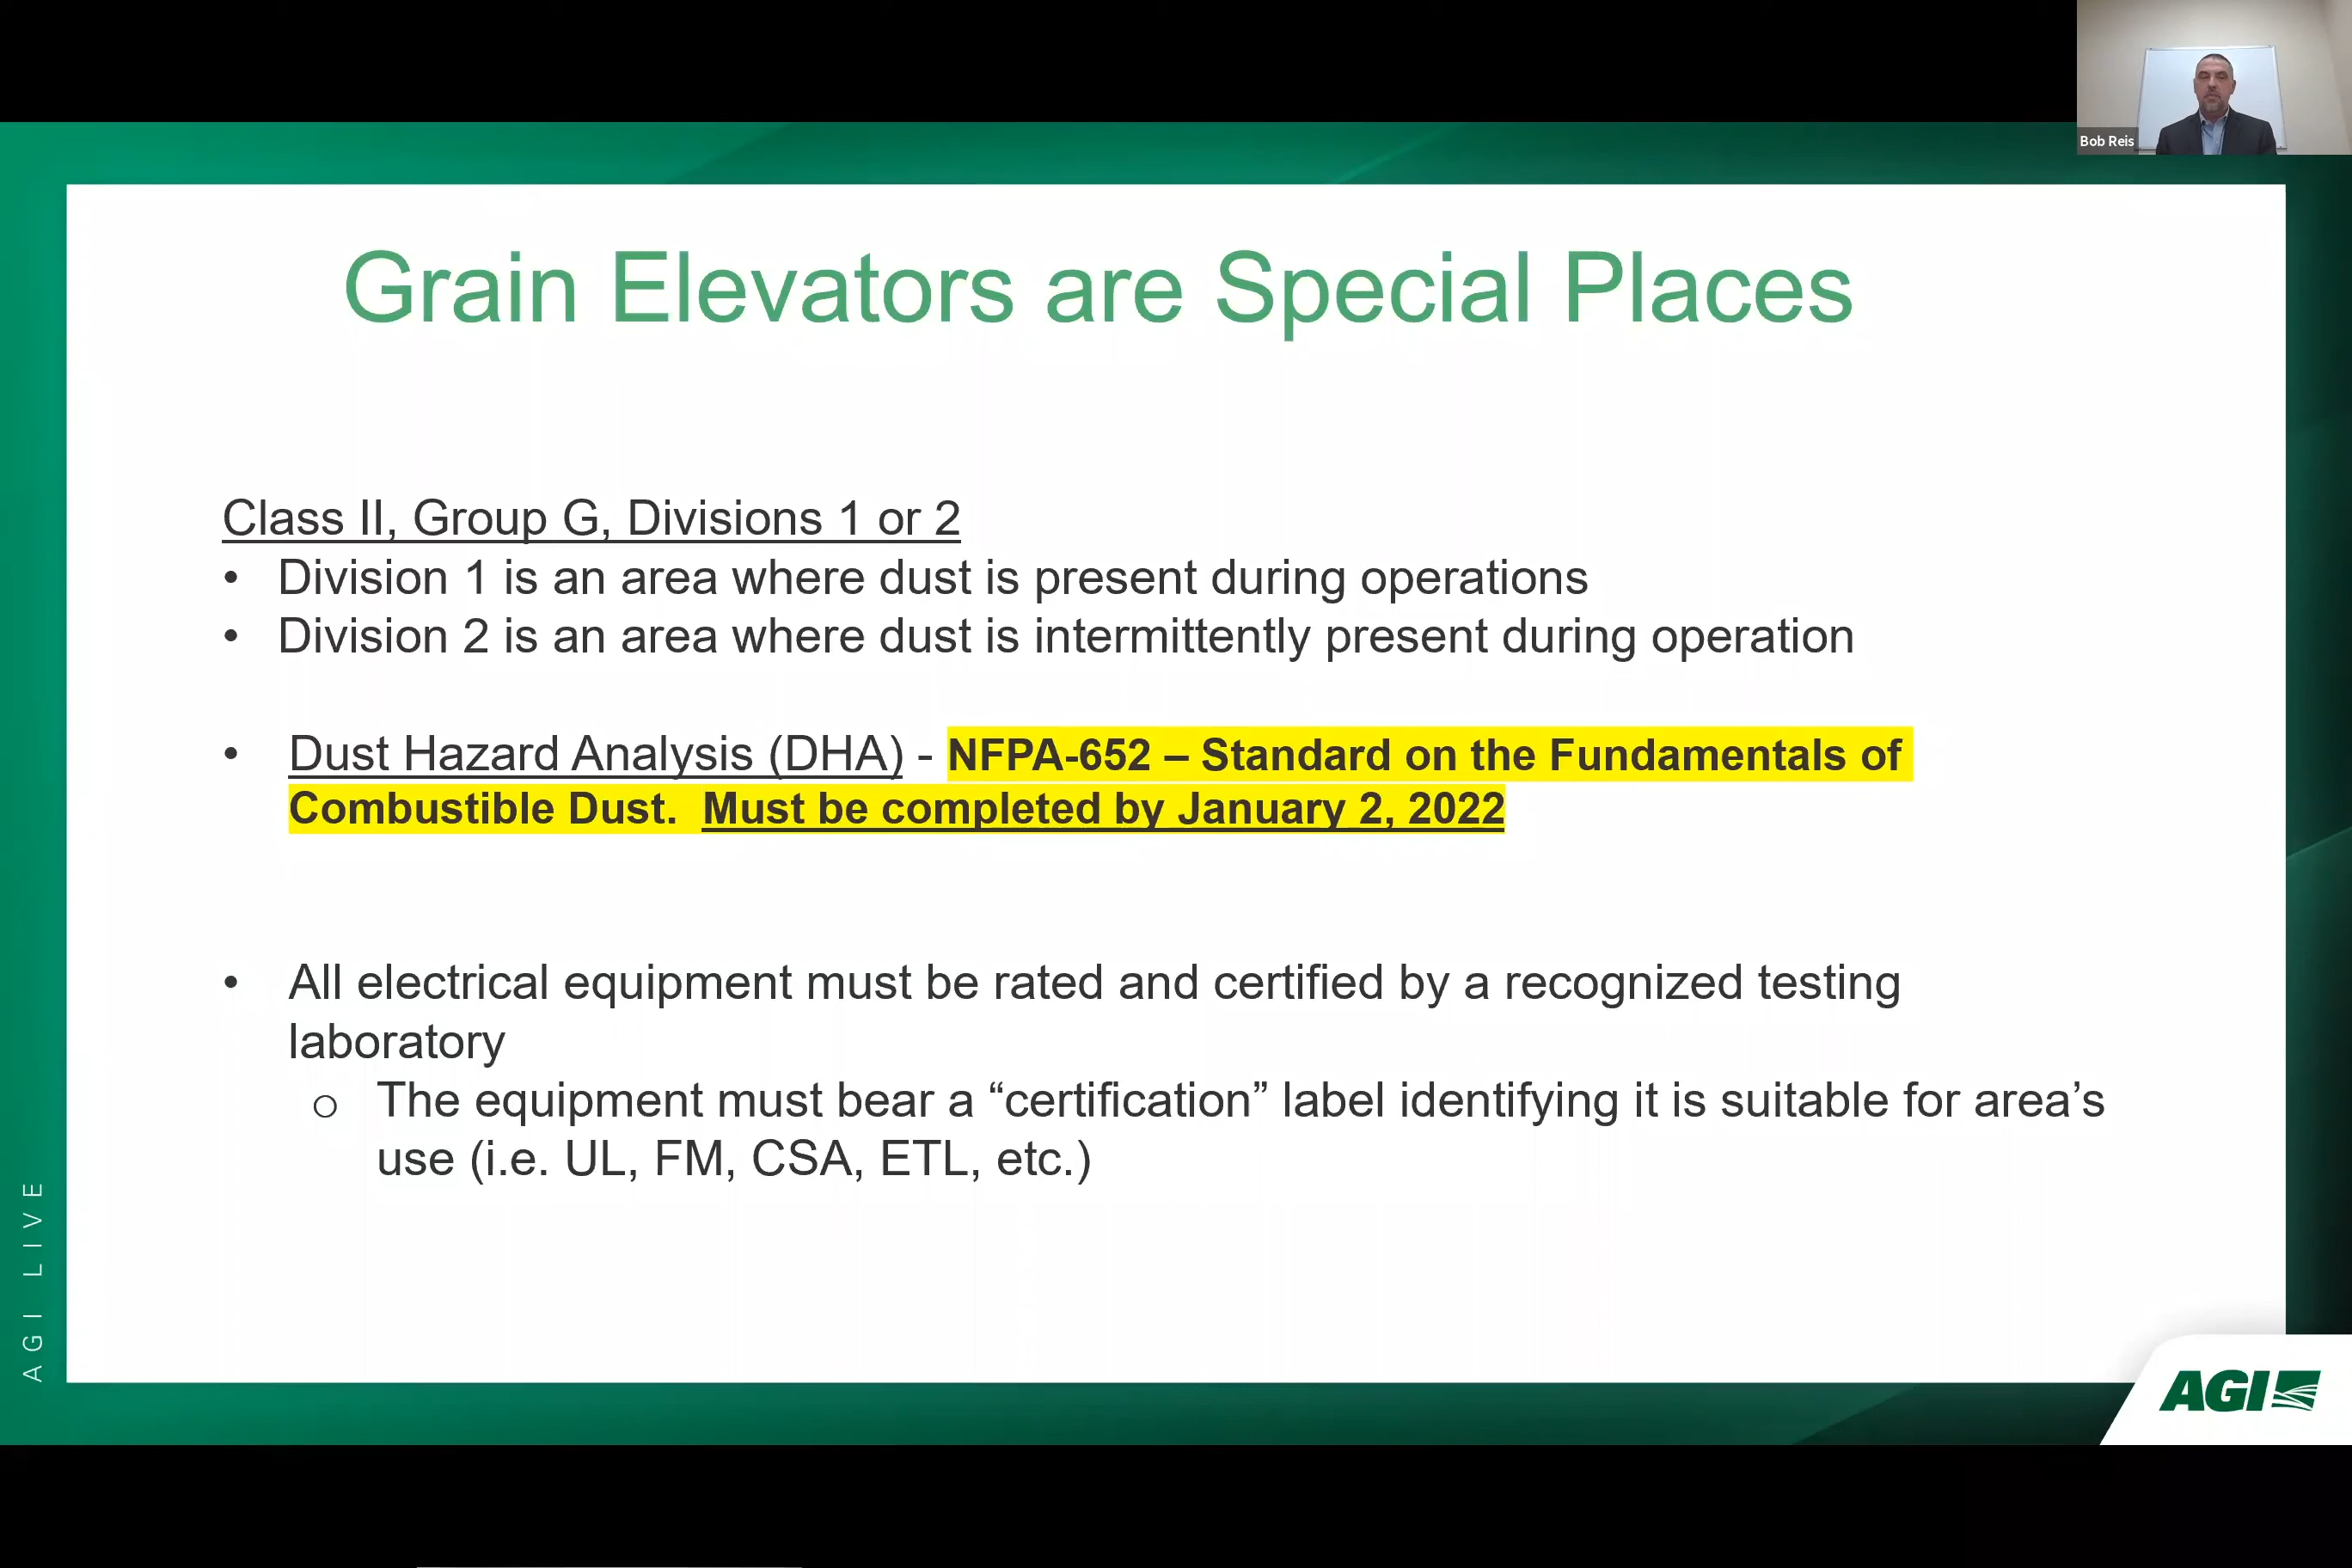 Bob Reis
Grain Elevators are Special Places
Class II, Group G, Divisions 1 or 2
• Division 1 is an area where dust is present during operations
• Division 2 is an area where dust is intermittently present during operation
• Dust Hazard Analysis (DHA) - NFPA-652 – Standard on the Fundamentals of
Combustible Dust. Must be completed by January 2, 2022
• All electrical equipment must be rated and certified by a recognized testing
laboratory
o The equipment must bear a “certification” label identifying it is suitable for area’s
use (i.e. UL, FM, CSA, ETL, etc.)
AGI LIVE
AGI